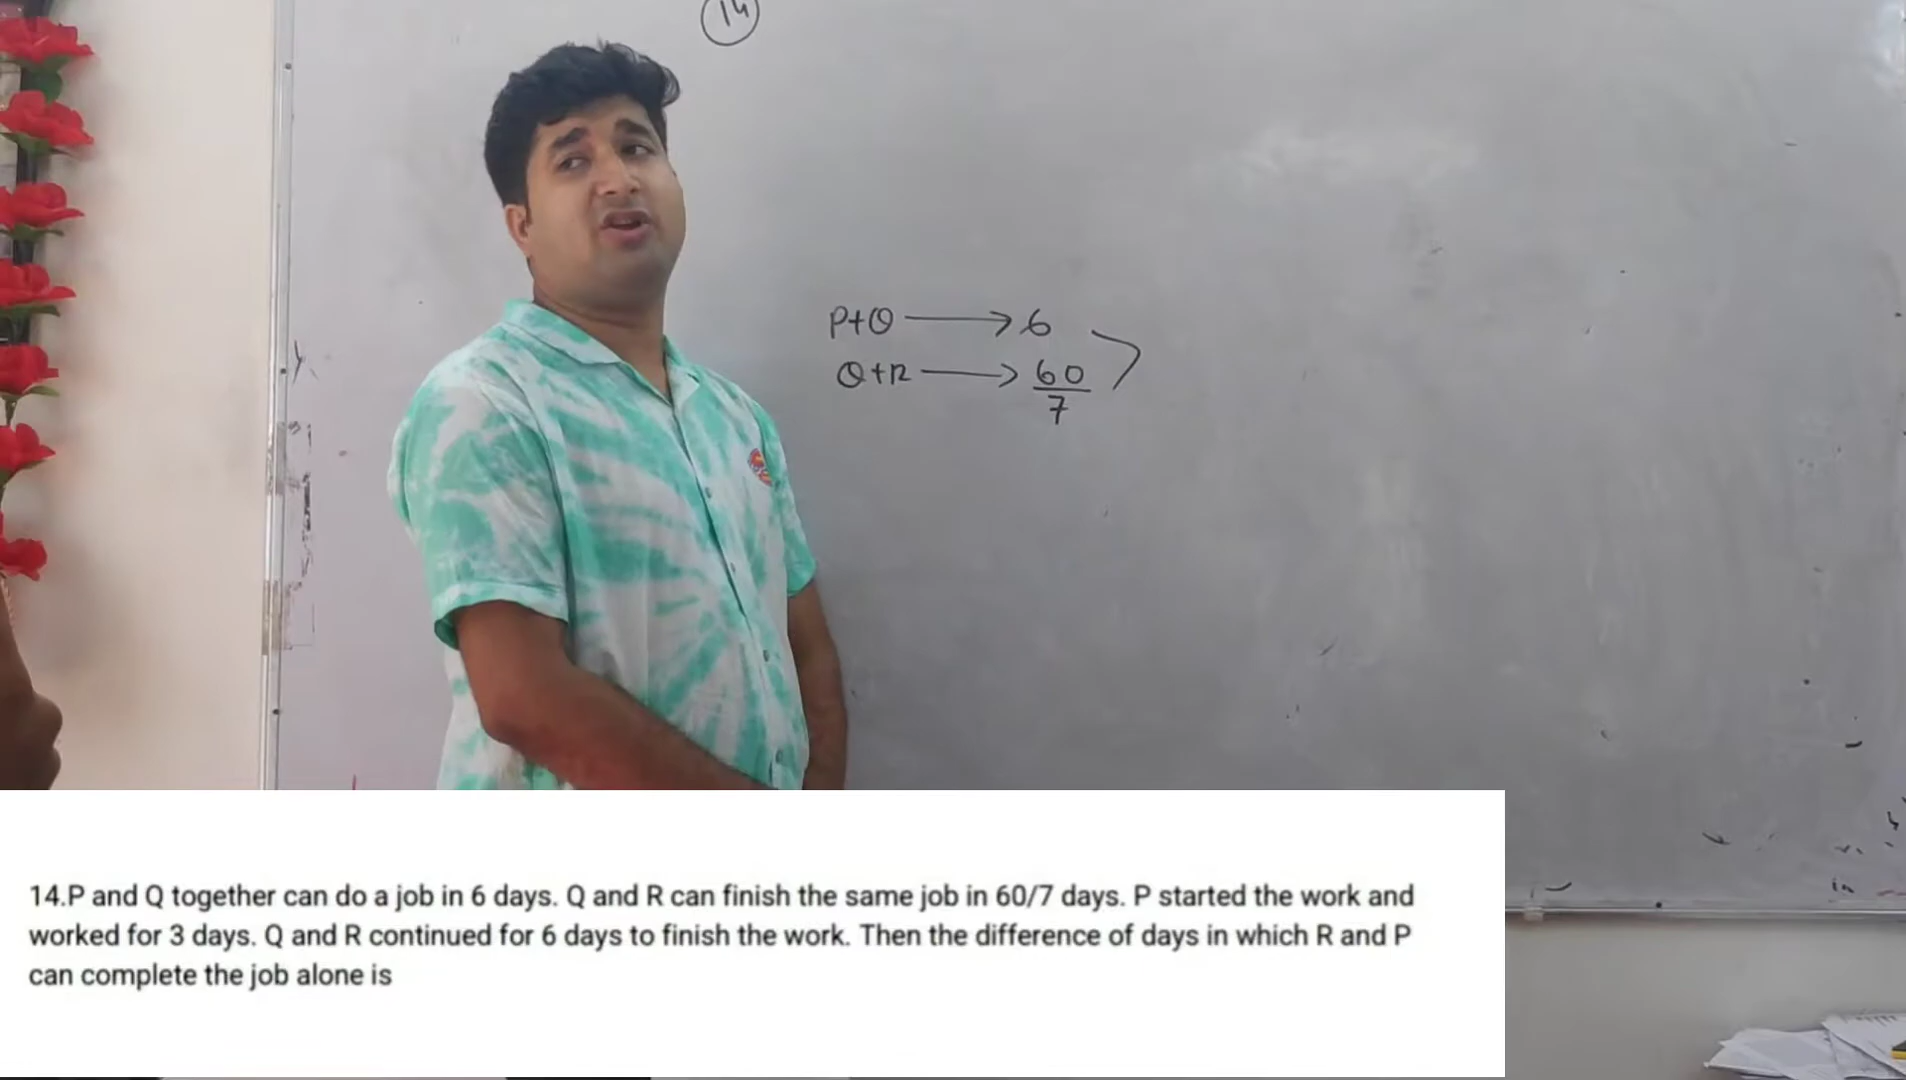 14
P+Q → 6
Q+R → 60/7
14.P and Q together can do a job in 6 days. Q and R can finish the same job in 60/7 days. P started the work and
worked for 3 days. Q and R continued for 6 days to finish the work. Then the difference of days in which R and P
can complete the job alone is